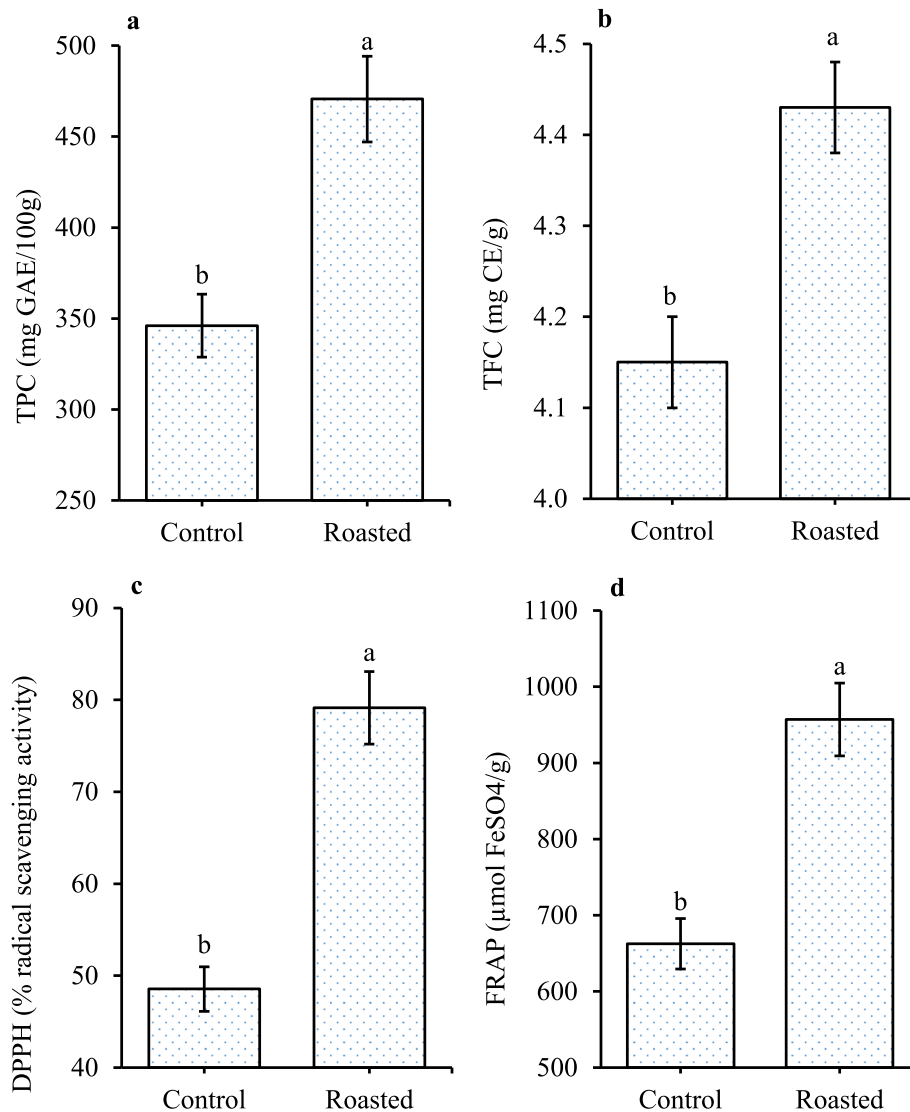 a
TPC (mg GAE/100g)
500
450
400
350
300
250
b
a
Control
Roasted
b
TFC (mg CE/g)
4.5
4.4
4.3
4.2
4.1
4.0
b
a
Control
Roasted
c
DPPH (% radical scavenging activity)
90
80
70
60
50
40
b
a
Control
Roasted
d
FRAP (µmol FeSO4/g)
1100
1000
900
800
700
600
500
b
a
Control
Roasted